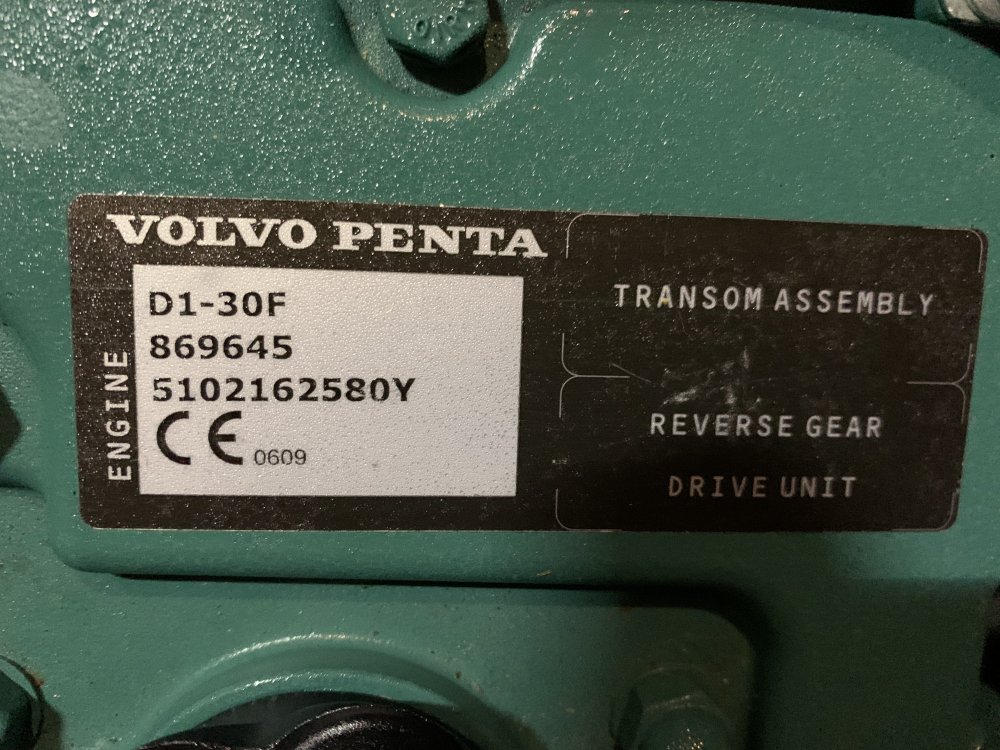 VOLVO PENTA
ENGINE
D1-30F
869645
5102162580Y
CE 0609
TRANSOM ASSEMBLY
REVERSE GEAR
DRIVE UNIT